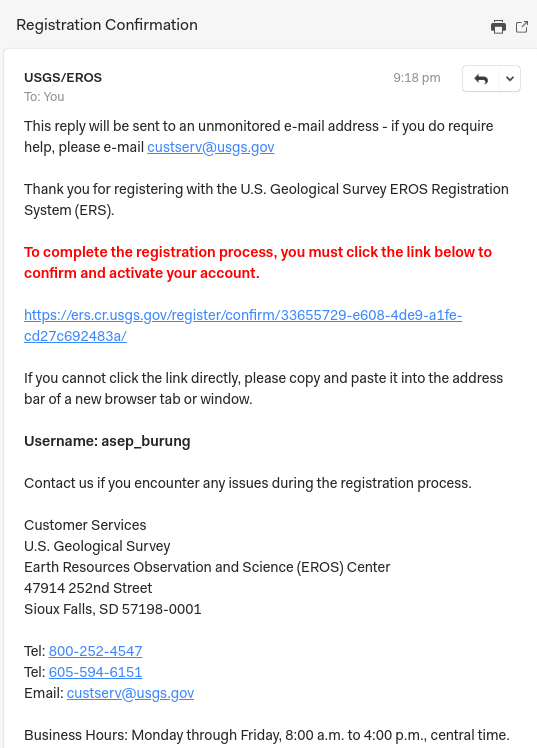 Registration Confirmation
USGS/EROS
9:18 pm
To: You
This reply will be sent to an unmonitored e-mail address - if you do require
help, please e-mail custserv@usgs.gov
Thank you for registering with the U.S. Geological Survey EROS Registration
System (ERS).
To complete the registration process, you must click the link below to
confirm and activate your account.
https://ers.cr.usgs.gov/register/confirm/33655729-e608-4de9-a1fe-
cd27c692483a/
If you cannot click the link directly, please copy and paste it into the address
bar of a new browser tab or window.
Username: asep_burung
Contact us if you encounter any issues during the registration process.
Customer Services
U.S. Geological Survey
Earth Resources Observation and Science (EROS) Center
47914 252nd Street
Sioux Falls, SD 57198-0001
Tel: 800-252-4547
Tel: 605-594-6151
Email: custserv@usgs.gov
Business Hours: Monday through Friday, 8:00 a.m. to 4:00 p.m., central time.